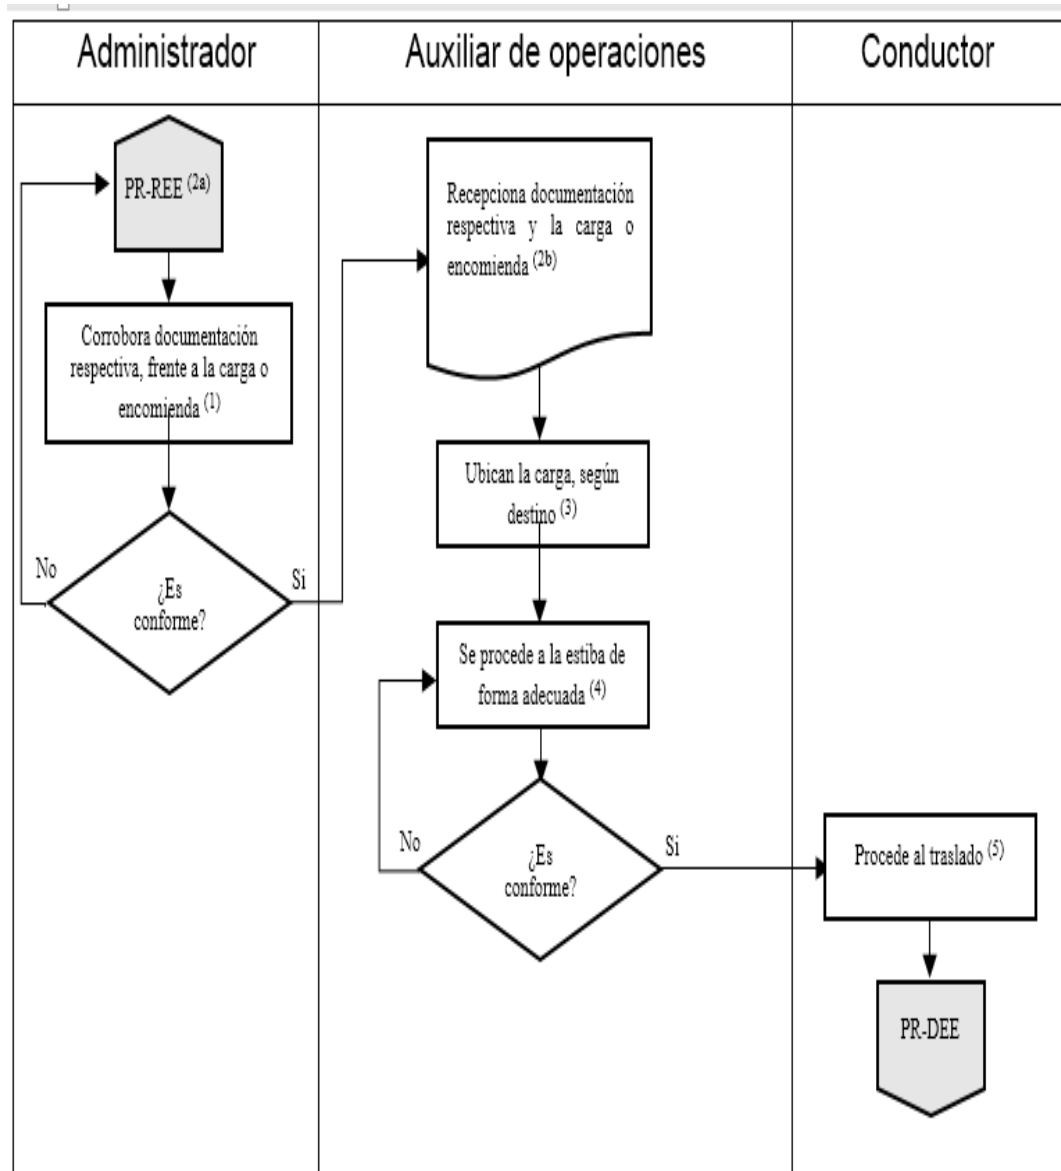 Administrador
Auxiliar de operaciones
Conductor
PR-REE (2a)
Corrobora documentación
respectiva, frente a la carga o
encomienda (1)
¿Es
conforme?
No
Si
Recepciona documentación
respectiva y la carga o
encomienda (2b)
Ubican la carga, según
destino (3)
Se procede a la estiba de
forma adecuada (4)
¿Es
conforme?
No
Si
Procede al traslado (5)
PR-DEE